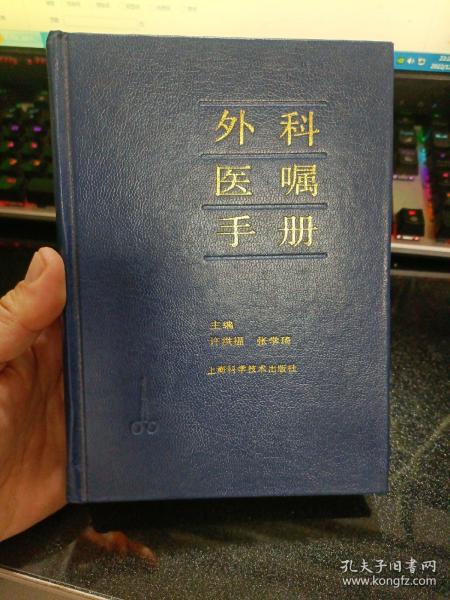 外科
医嘱
手册
主编
许洪福 张学琦
上海科学技术出版社
孔夫子旧书网
www.kongfz.com